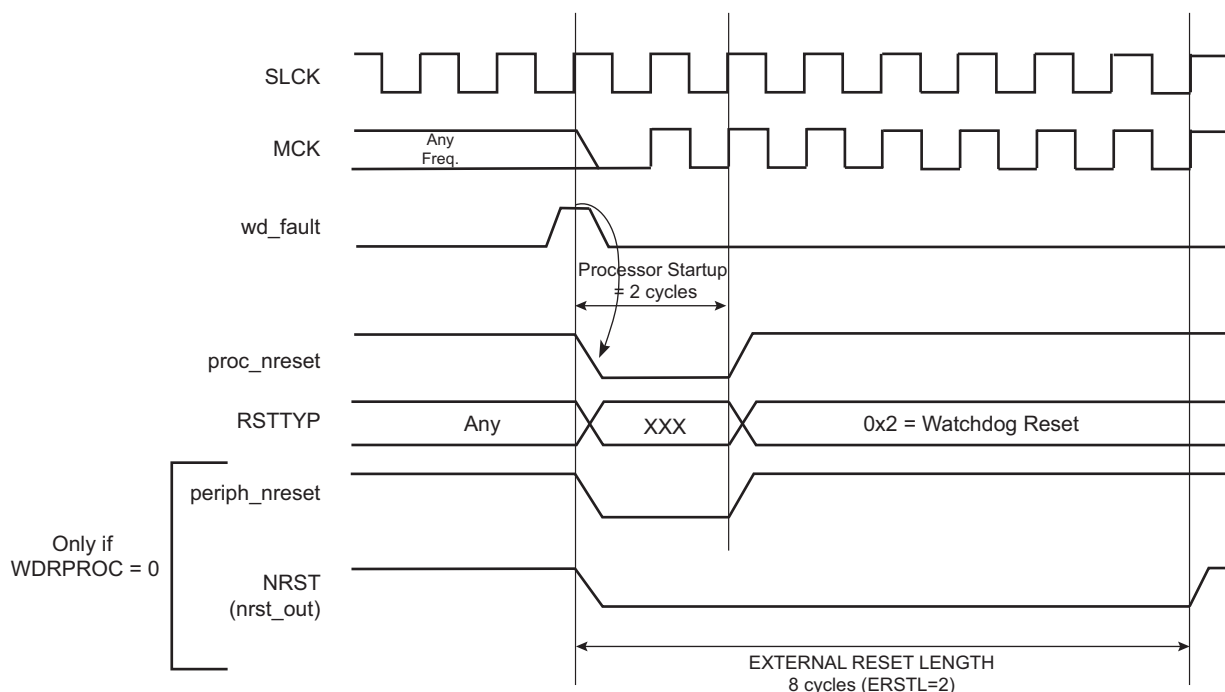 SLCK
MCK
Any
Freq.
wd_fault
Processor Startup
= 2 cycles
proc_nreset
RSTTYP
Any
XXX
0x2 = Watchdog Reset
periph_nreset
Only if
WDRPROC = 0
NRST
(nrst_out)
EXTERNAL RESET LENGTH
8 cycles (ERSTL=2)